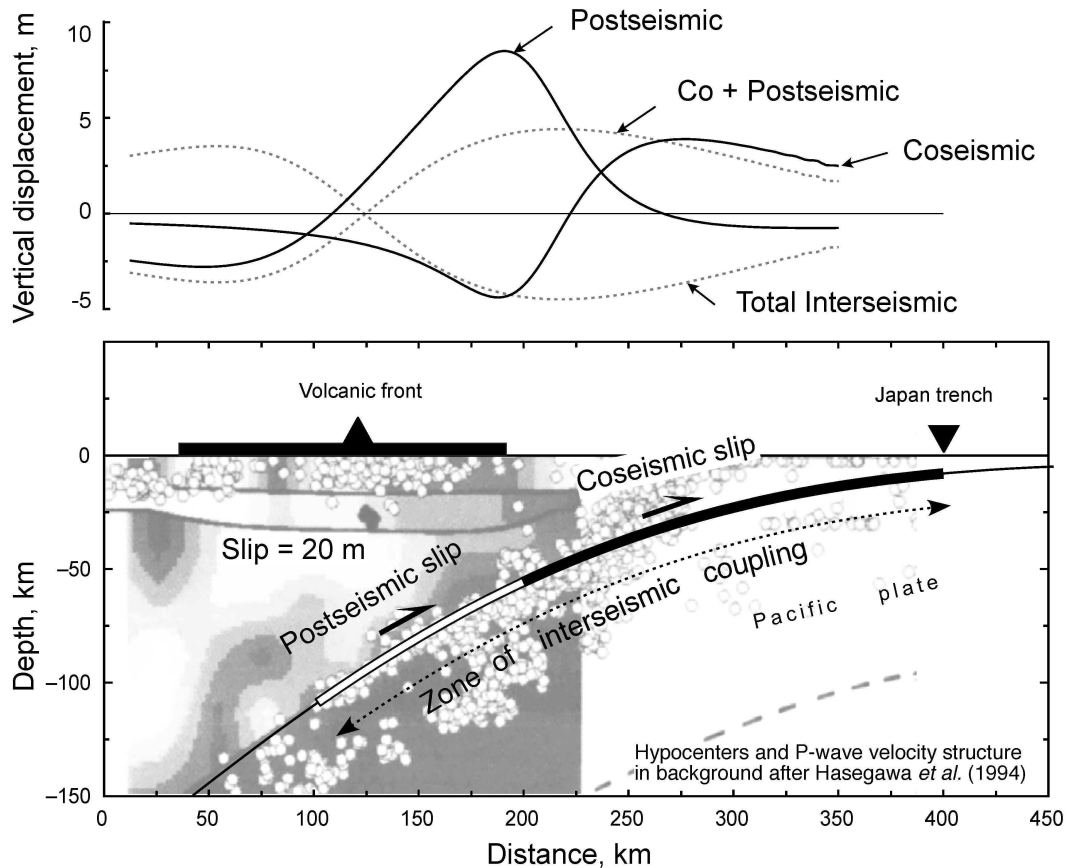 Postseismic
Co + Postseismic
Coseismic
Total Interseismic
Vertical displacement, m
10
5
0
-5
Volcanic front
Japan trench
Coseismic slip
Slip = 20 m
Postseismic slip
Zone of interseismic coupling
Pacific plate
Hypocenters and P-wave velocity structure
in background after Hasegawa et al. (1994)
Depth, km
0
−50
−100
−150
0 50 100 150 200 250 300 350 400 450
Distance, km